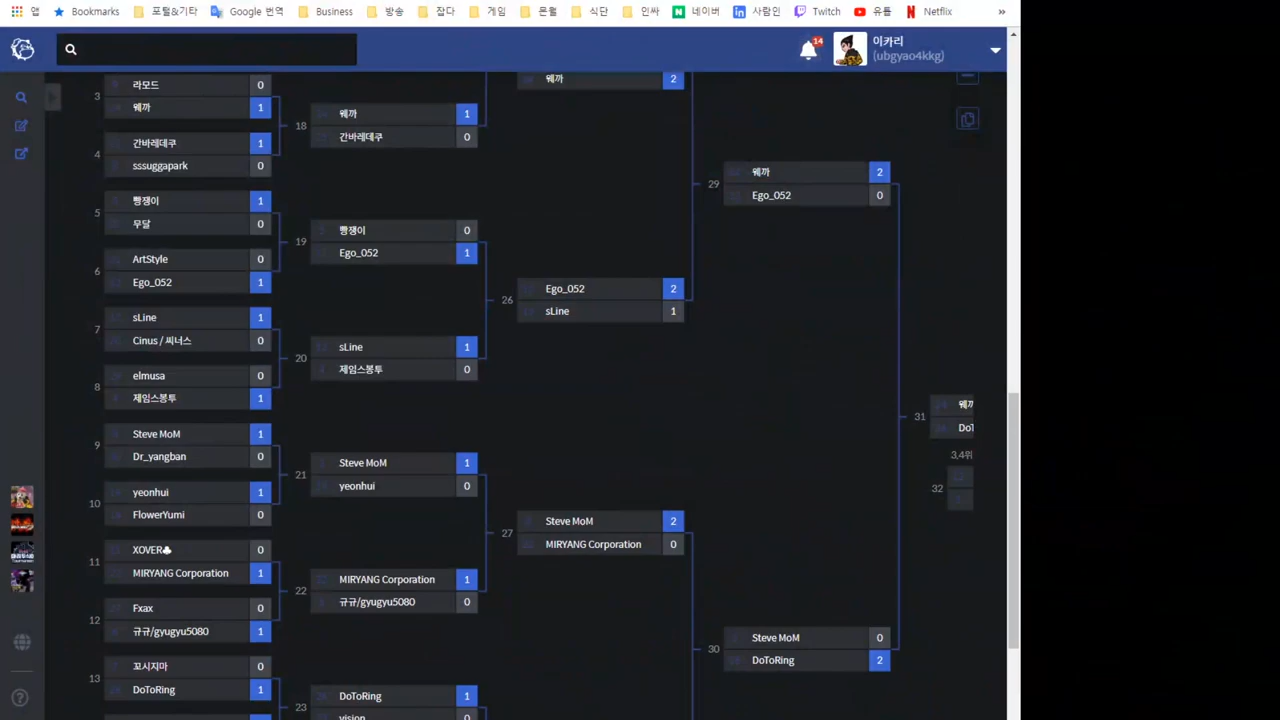 앱 Bookmarks 포털&기타 Google 번역 Business 방송 잡다 게임 몬월 식단 인싸 네이버 사람인 Twitch 유튭 Netflix »
14 이카리
(ubgyao4kkg)
3 라모드 0
웨까 1
4 간바레데쿠 1
sssuggapark 0
5 빵쟁이 1
무달 0
6 ArtStyle 0
Ego_052 1
7 sLine 1
Cinus / 씨너스 0
8 elmusa 0
제임스봉투 1
9 Steve MoM 1
Dr_yangban 0
10 yeonhui 1
FlowerYumi 0
11 XOVER♣ 0
MIRYANG Corporation 1
12 Fxax 0
규규/gyugyu5080 1
13 꼬시지마 0
DoToRing 1
18 웨까 1
간바레데쿠 0
19 빵쟁이 0
Ego_052 1
20 sLine 1
제임스봉투 0
21 Steve MoM 1
yeonhui 0
22 MIRYANG Corporation 1
규규/gyugyu5080 0
23 DoToRing 1
vision
웨까 2
26 Ego_052 2
sLine 1
27 Steve MoM 2
MIRYANG Corporation 0
29 웨까 2
Ego_052 0
30 Steve MoM 0
DoToRing 2
31 웨까
DoT
3,4위
32